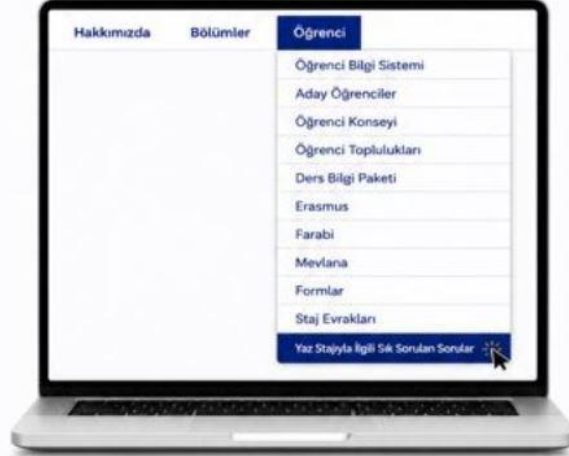 Hakkımızda Bölümler Öğrenci
Öğrenci Bilgi Sistemi
Aday Öğrenciler
Öğrenci Konseyi
Öğrenci Toplulukları
Ders Bilgi Paketi
Erasmus
Farabi
Mevlana
Formlar
Staj Evrakları
Yaz Stajıyla İlgili Sık Sorulan Sorular